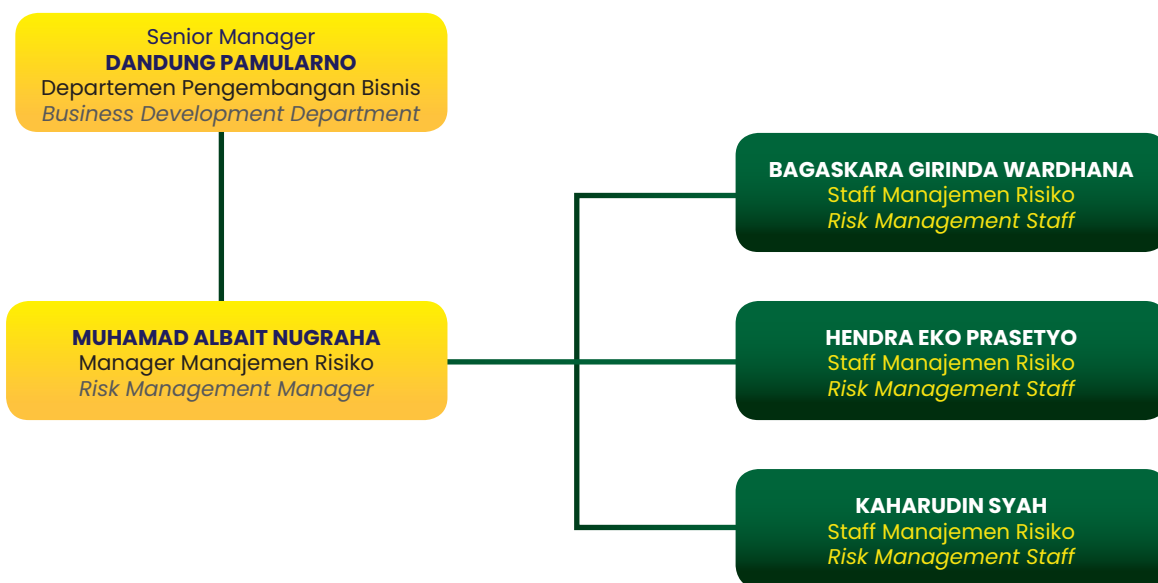 Senior Manager
DANDUNG PAMULARNO
Departemen Pengembangan Bisnis
Business Development Department
MUHAMAD ALBAIT NUGRAHA
Manager Manajemen Risiko
Risk Management Manager
BAGASKARA GIRINDA WARDHANA
Staff Manajemen Risiko
Risk Management Staff
HENDRA EKO PRASETYO
Staff Manajemen Risiko
Risk Management Staff
KAHARUDIN SYAH
Staff Manajemen Risiko
Risk Management Staff